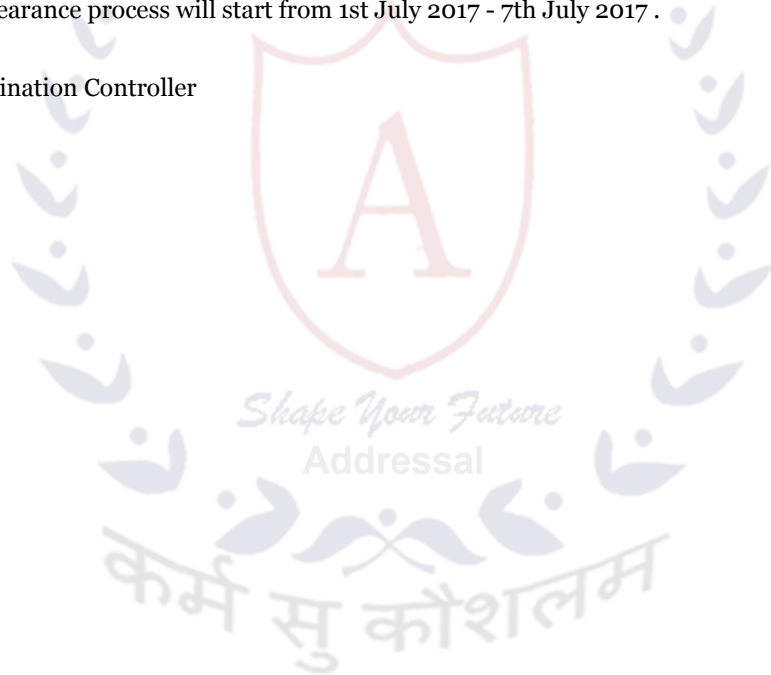 earance process will start from 1st July 2017 - 7th July 2017 .
ination Controller
A
Shape Your Future
Addressal
कर्म सु कौशलम